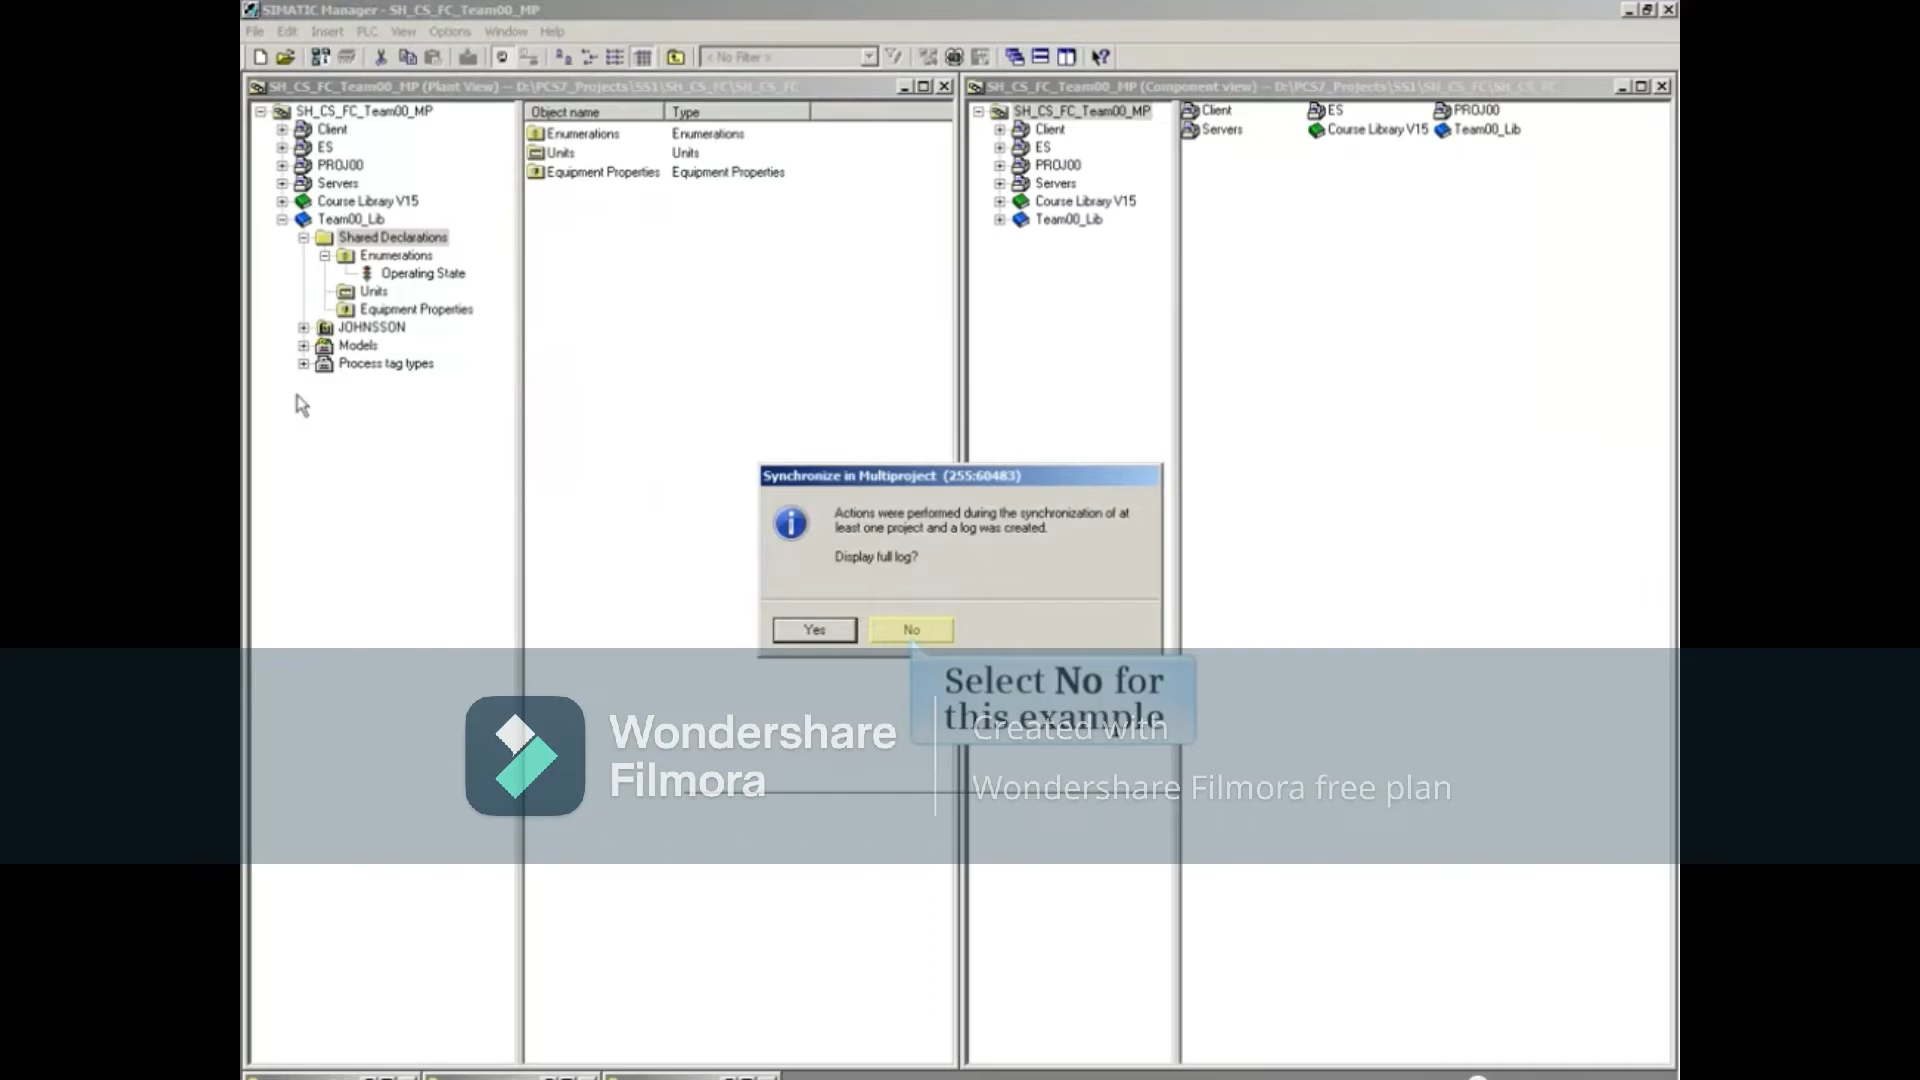 SIMATIC Manager - SH_CS_FC_Team00_MP
File Edit Insert PLC View Options Window Help
< No Filter >
SH_CS_FC_Team00_MP (Plant View) -- D:\PCS7_Projects\SS1\SH_CS_FC\SH_CS_FC
SH_CS_FC_Team00_MP
Client
ES
PROJ00
Servers
Course Library V15
Team00_Lib
Shared Declarations
Enumerations
Operating State
Units
Equipment Properties
JOHNSSON
Models
Process tag types
Object name Type
Enumerations Enumerations
Units Units
Equipment Properties Equipment Properties
SH_CS_FC_Team00_MP (Component view) -- D:\PCS7_Projects\SS1\SH_CS_FC\SH_CS_FC
SH_CS_FC_Team00_MP
Client
ES
PROJ00
Servers
Course Library V15
Team00_Lib
Client ES PROJ00
Servers Course Library V15 Team00_Lib
Synchronize in Multiproject (255:60483)
Actions were performed during the synchronization of at
least one project and a log was created.
Display full log?
Yes No
Select No for
this example
Wondershare
Filmora
Created with
Wondershare Filmora free plan